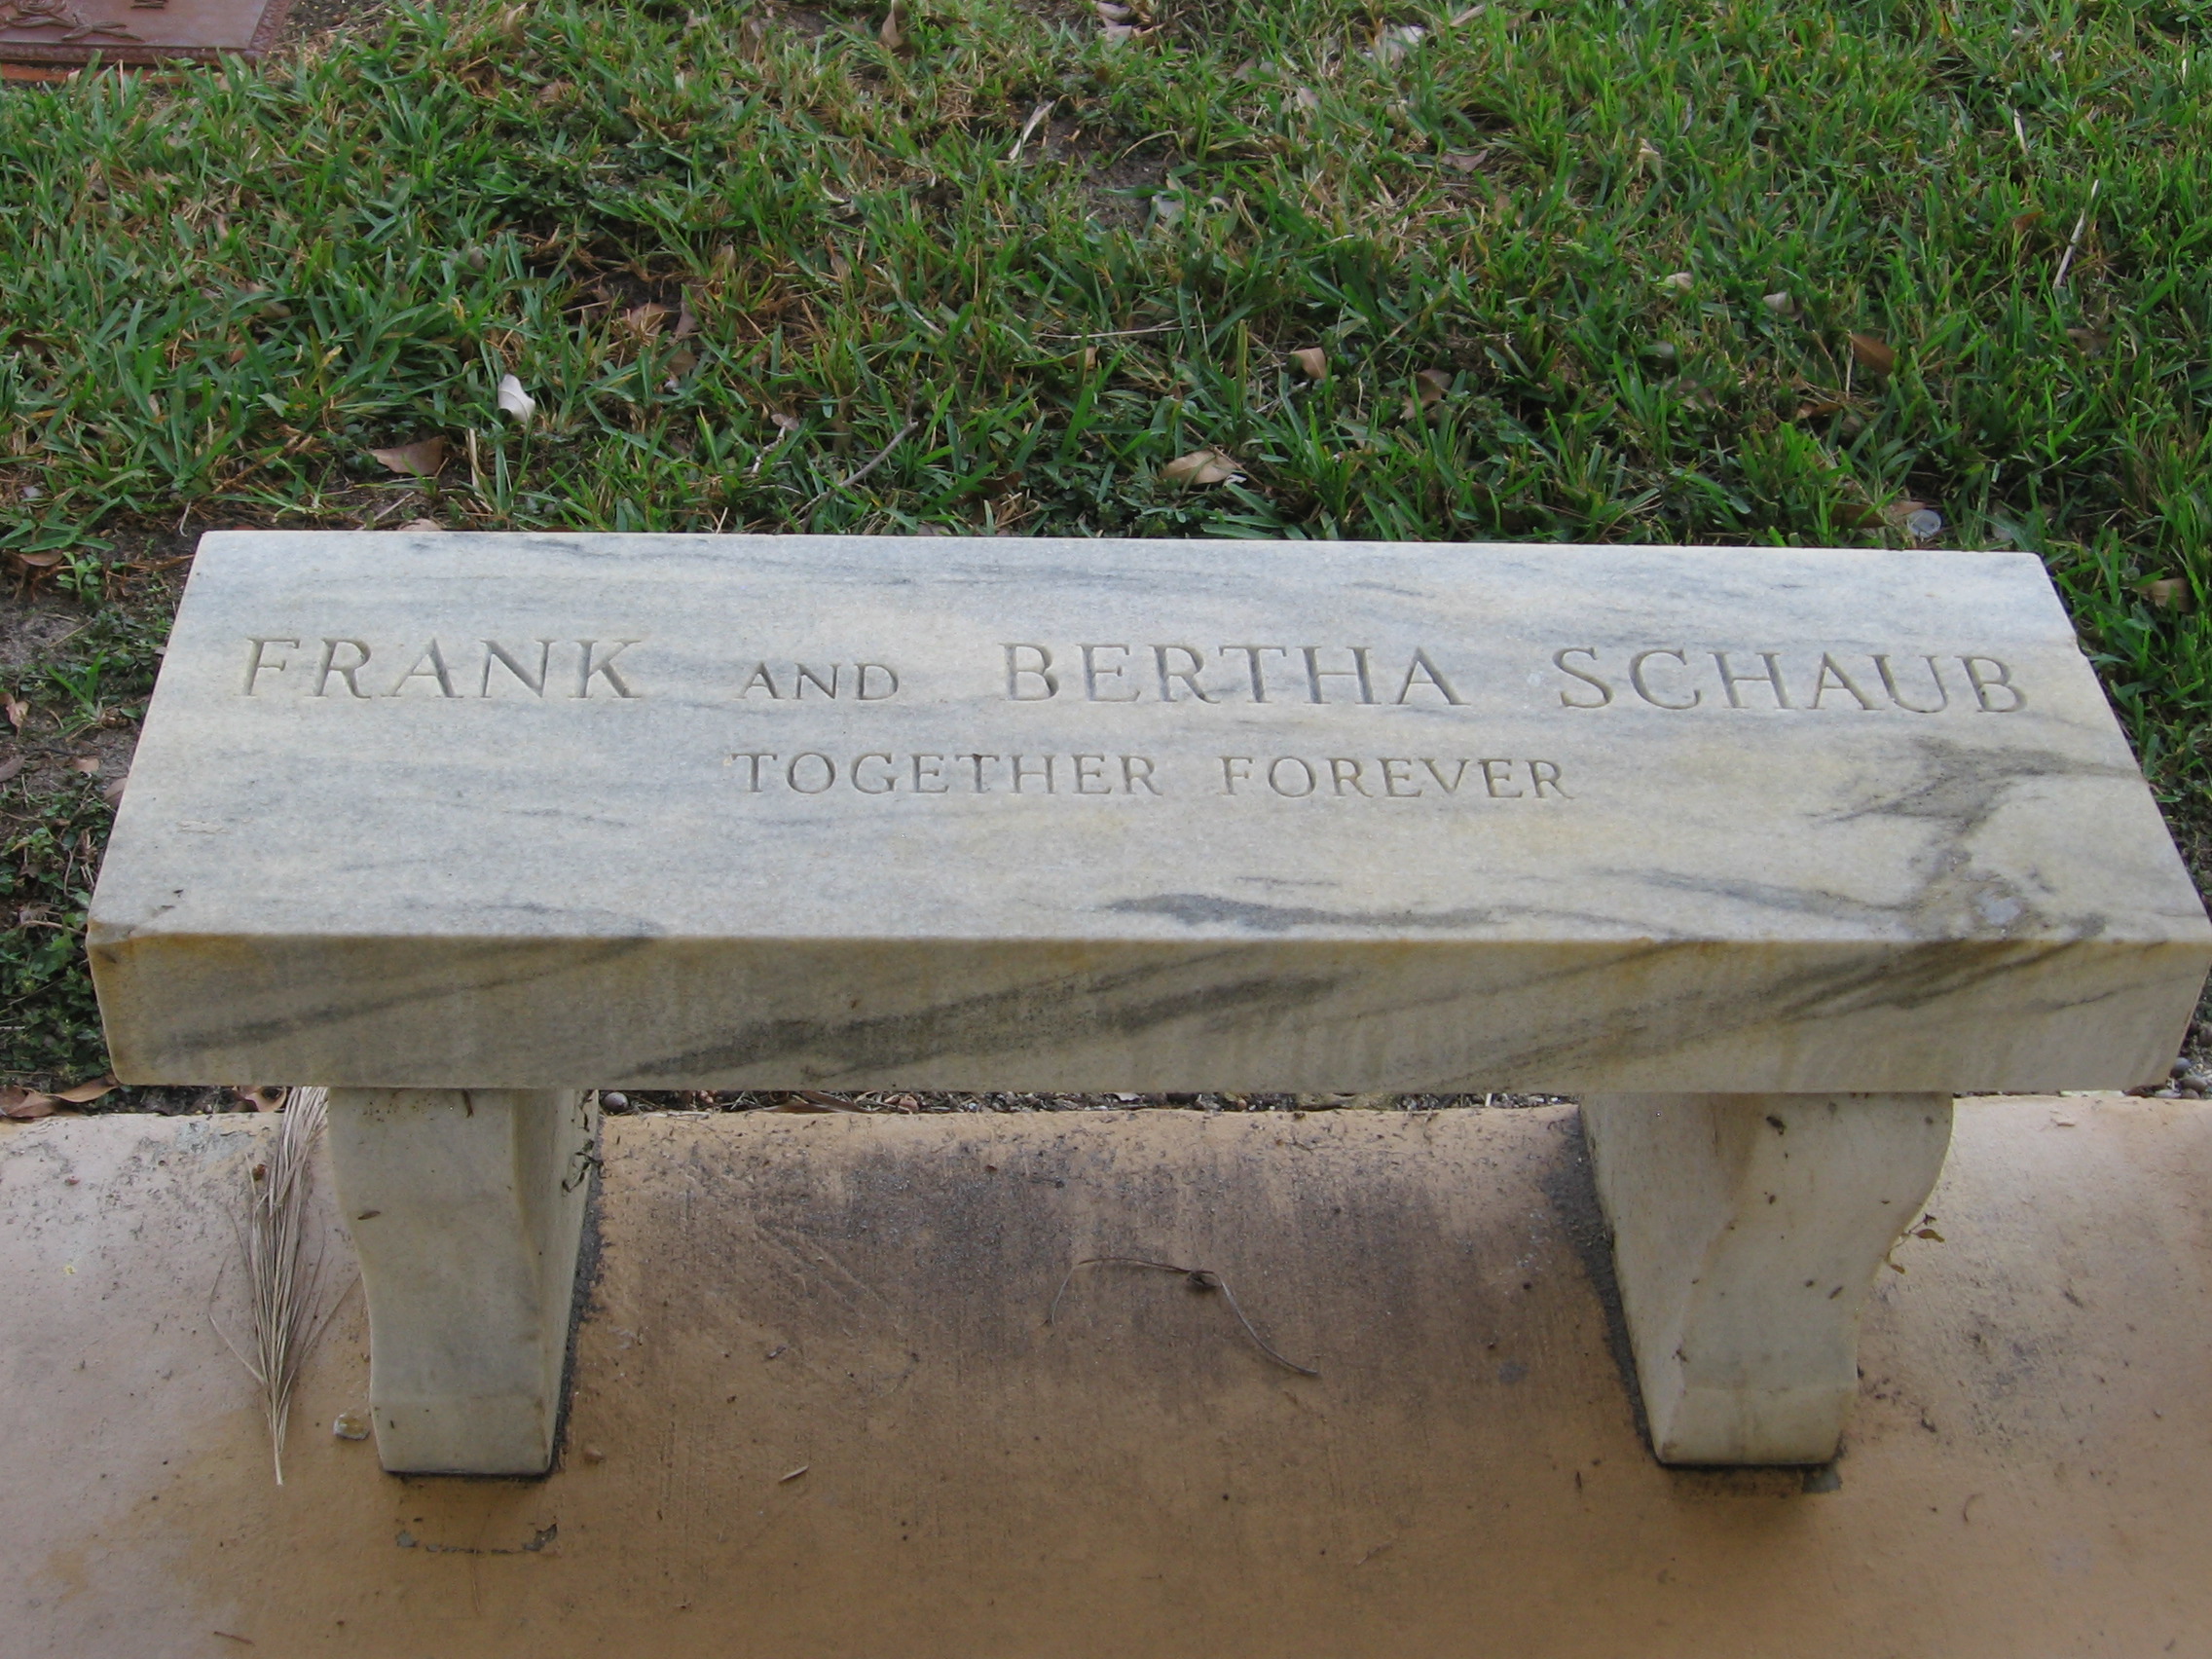 FRANK AND BERTHA SCHAUB
TOGETHER FOREVER